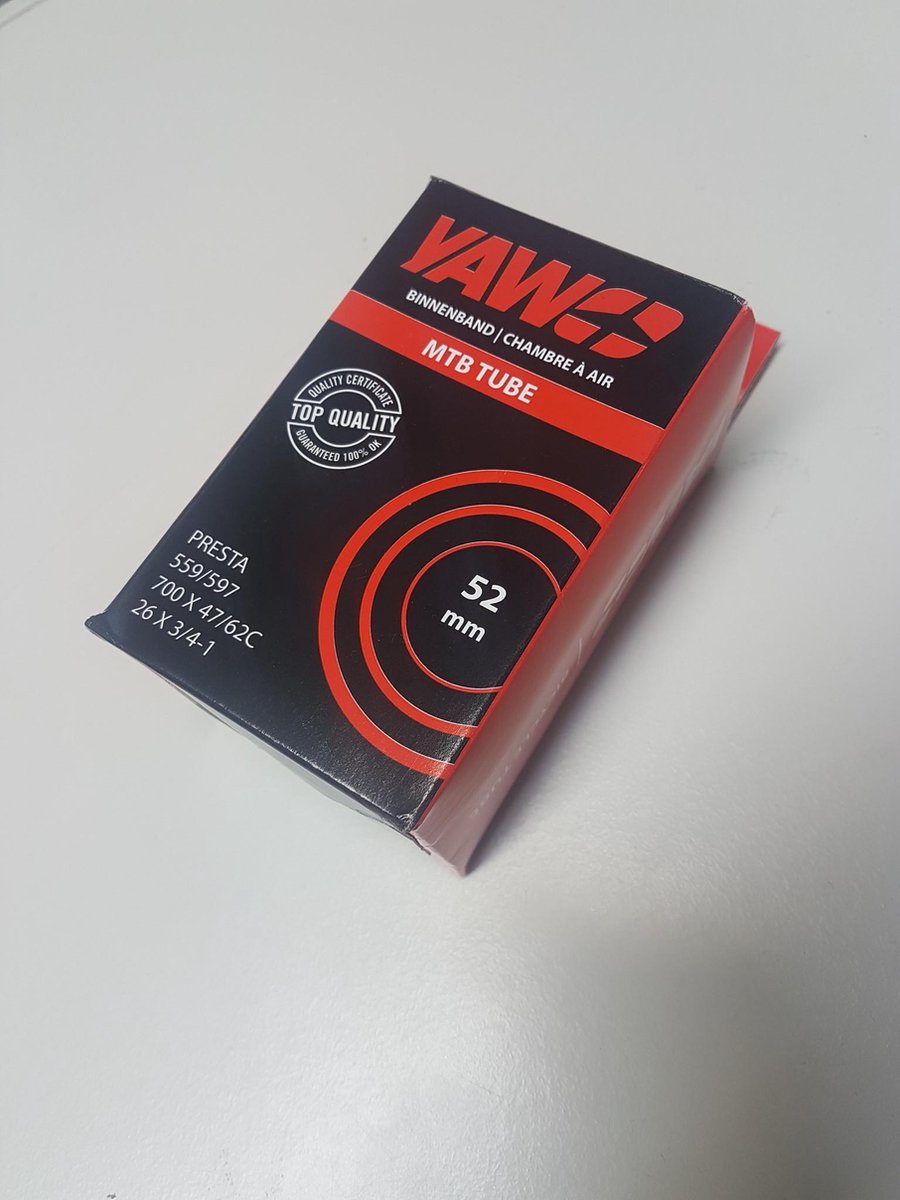 YAWO
BINNENBAND | CHAMBRE À AIR
MTB TUBE
QUALITY CERTIFICATE
TOP QUALITY
GUARANTEED 100% OK
PRESTA
559/597
700 X 47/62C
26 X 3/4-1
52
mm